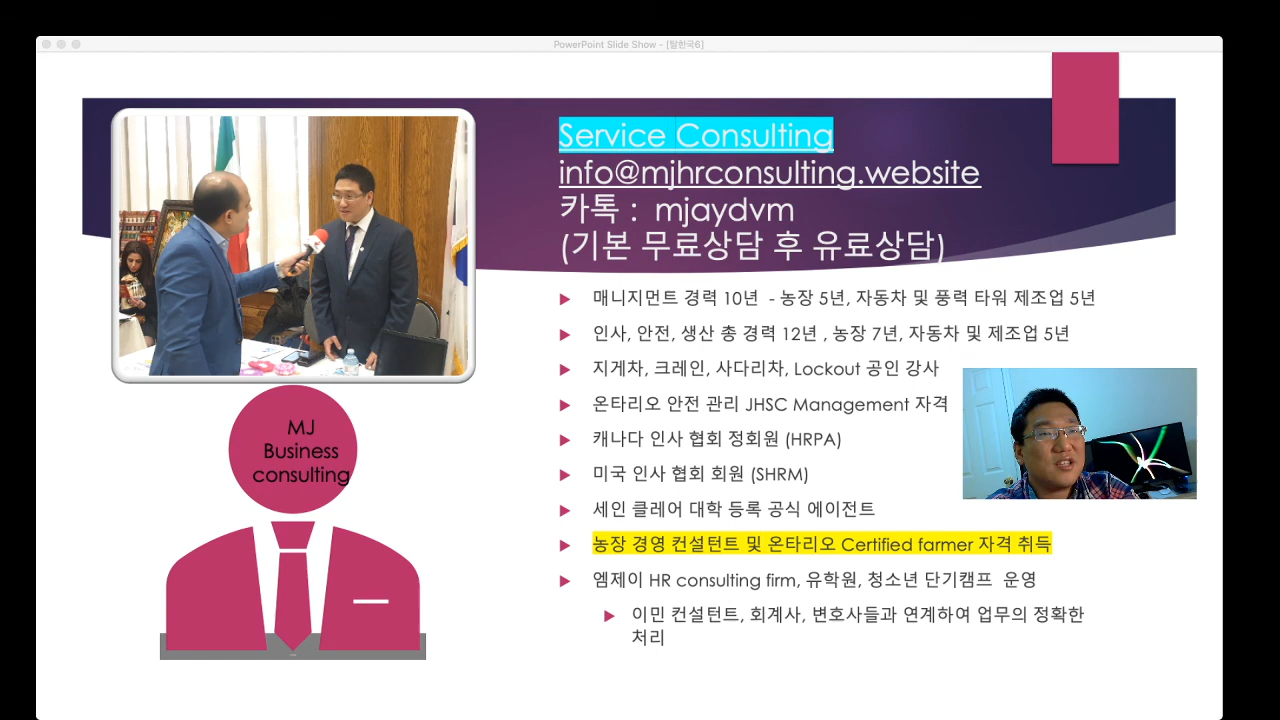 PowerPoint Slide Show - [탈한국6]
Service Consulting
info@mjhrconsulting.website
카톡 : mjaydvm
(기본 무료상담 후 유료상담)
매니지먼트 경력 10년 - 농장 5년, 자동차 및 풍력 타워 제조업 5년
인사, 안전, 생산 총 경력 12년 , 농장 7년, 자동차 및 제조업 5년
지게차, 크레인, 사다리차, Lockout 공인 강사
온타리오 안전 관리 JHSC Management 자격
캐나다 인사 협회 정회원 (HRPA)
미국 인사 협회 회원 (SHRM)
세인 클레어 대학 등록 공식 에이전트
농장 경영 컨설턴트 및 온타리오 Certified farmer 자격 취득
엠제이 HR consulting firm, 유학원, 청소년 단기캠프 운영
이민 컨설턴트, 회계사, 변호사들과 연계하여 업무의 정확한
처리
MJ
Business
consulting